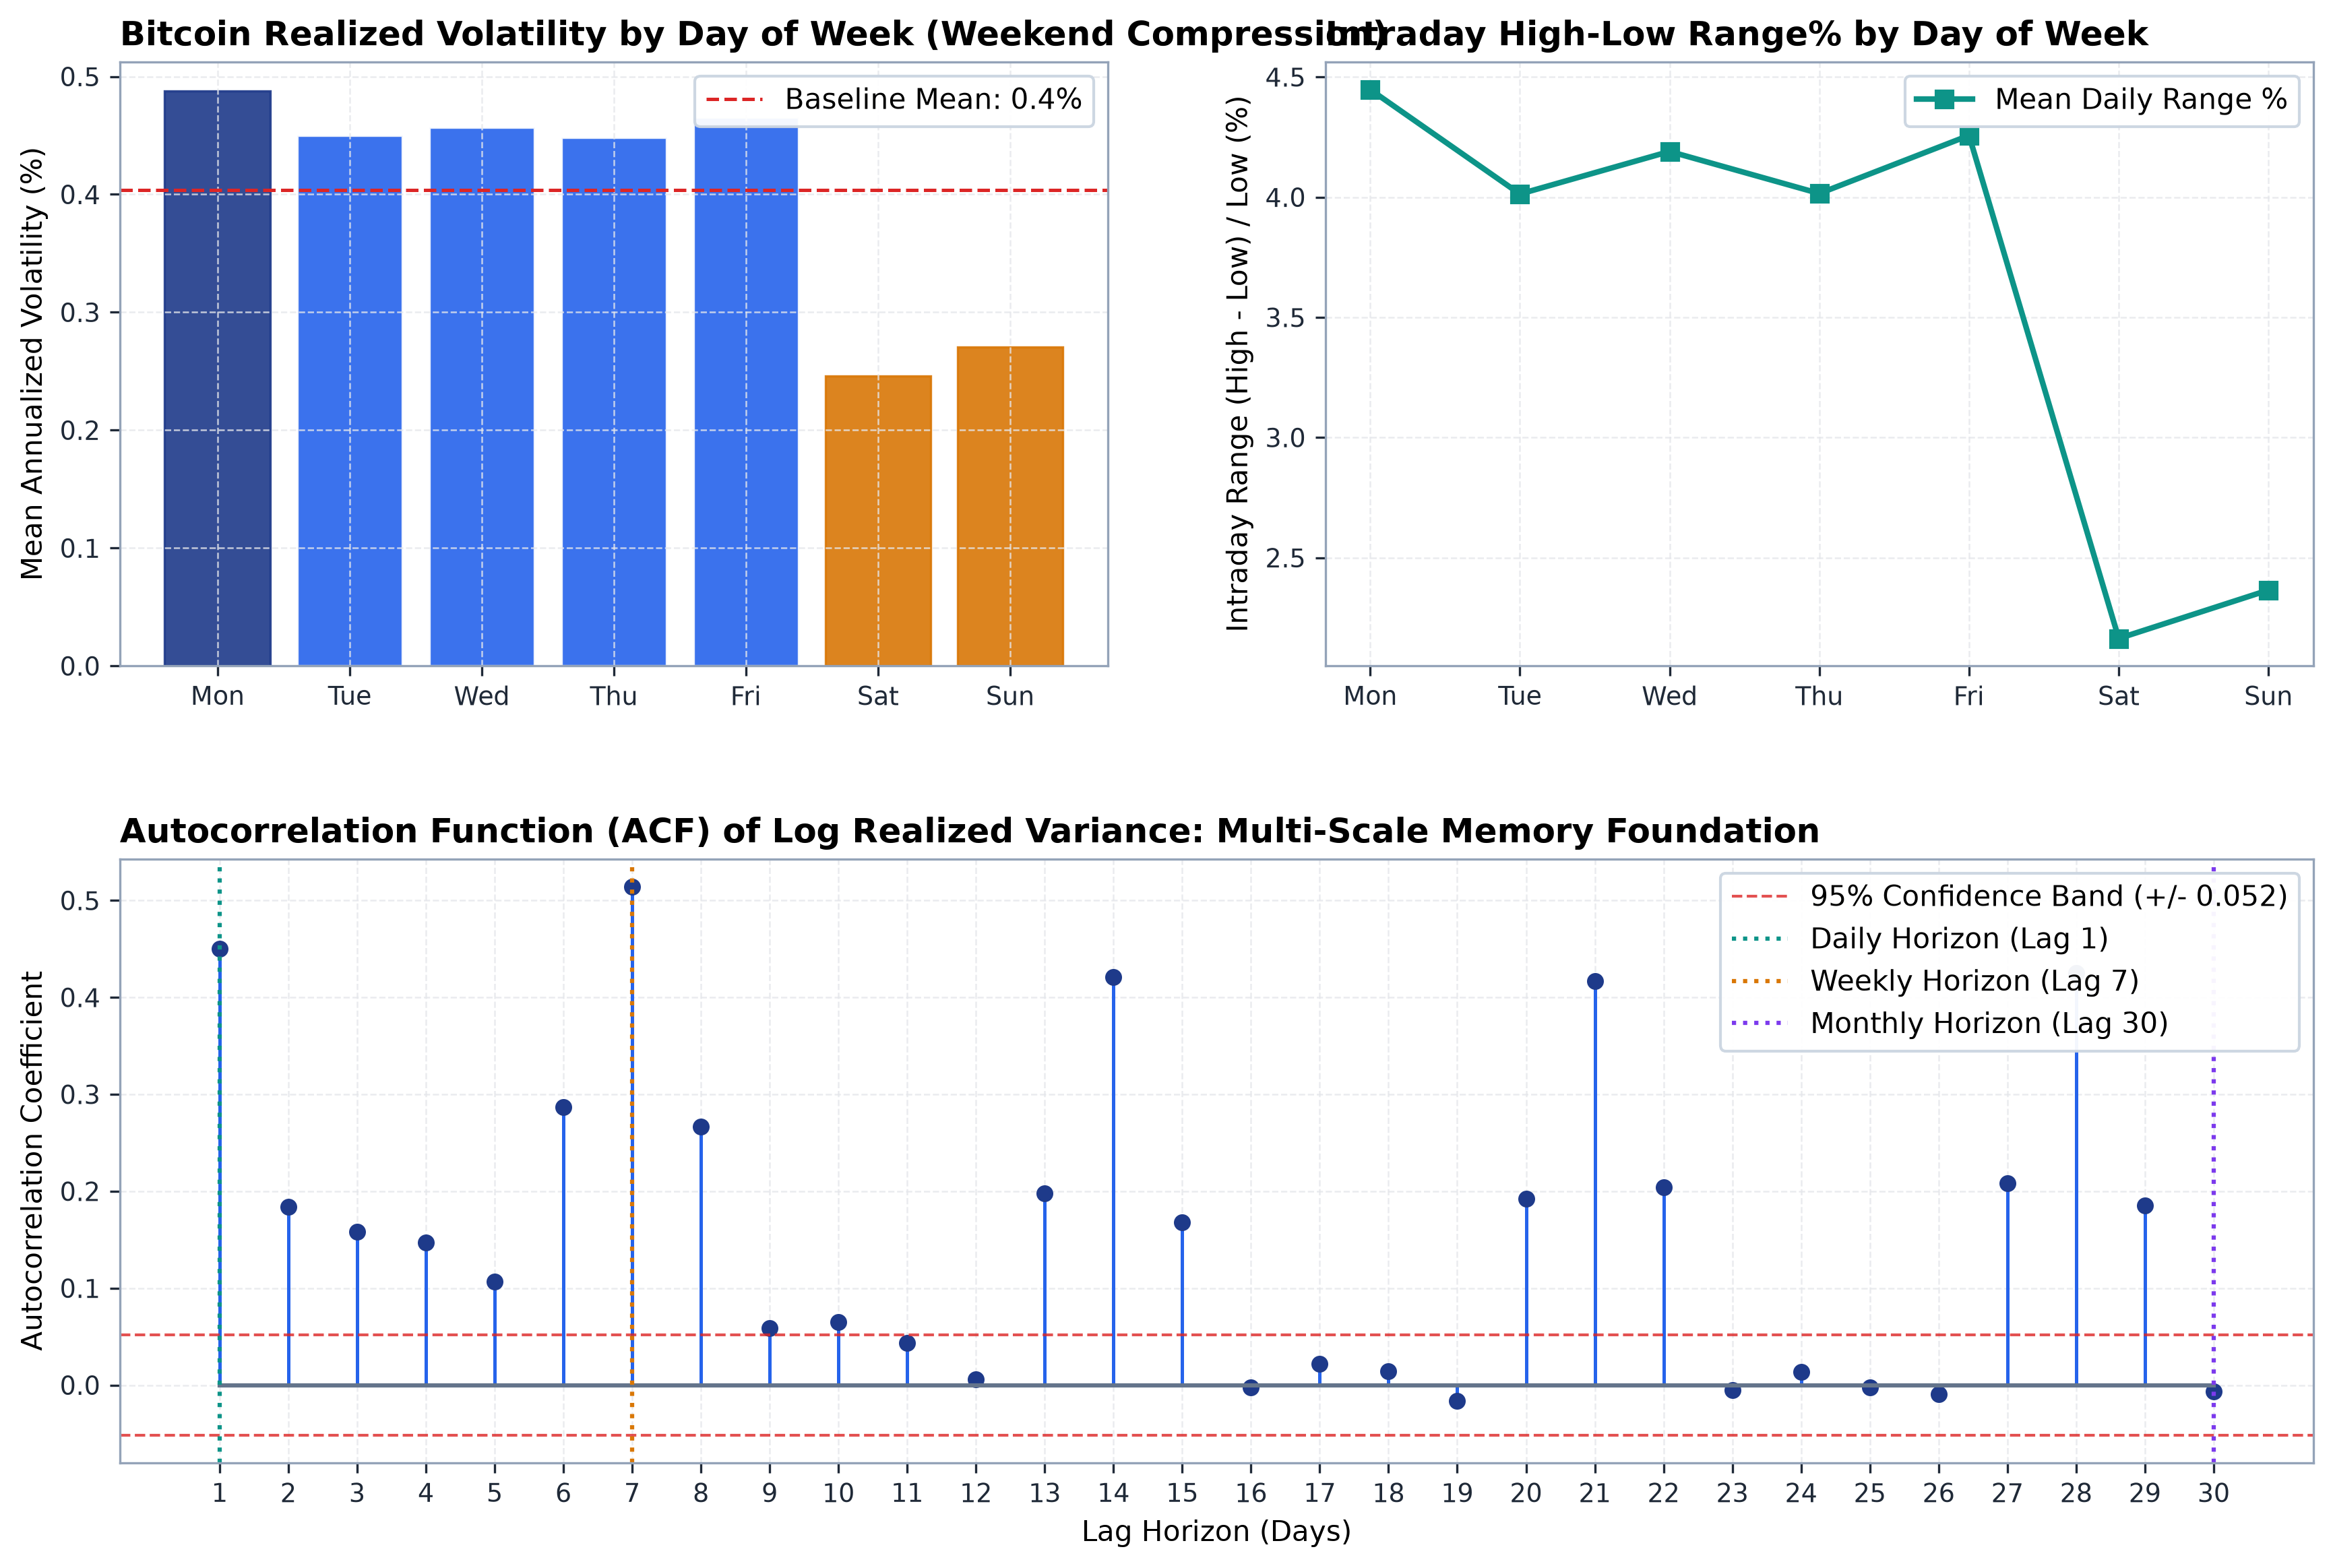 Bitcoin Realized Volatility by Day of Week (Weekend Compression)
Mean Annualized Volatility (%)
0.5
0.4
0.3
0.2
0.1
0.0
Baseline Mean: 0.4%
Mon Tue Wed Thu Fri Sat Sun
Intraday High-Low Range% by Day of Week
Intraday Range (High - Low) / Low (%)
4.5
4.0
3.5
3.0
2.5
Mean Daily Range %
Mon Tue Wed Thu Fri Sat Sun
Autocorrelation Function (ACF) of Log Realized Variance: Multi-Scale Memory Foundation
Autocorrelation Coefficient
0.5
0.4
0.3
0.2
0.1
0.0
95% Confidence Band (+/- 0.052)
Daily Horizon (Lag 1)
Weekly Horizon (Lag 7)
Monthly Horizon (Lag 30)
1 2 3 4 5 6 7 8 9 10 11 12 13 14 15 16 17 18 19 20 21 22 23 24 25 26 27 28 29 30
Lag Horizon (Days)